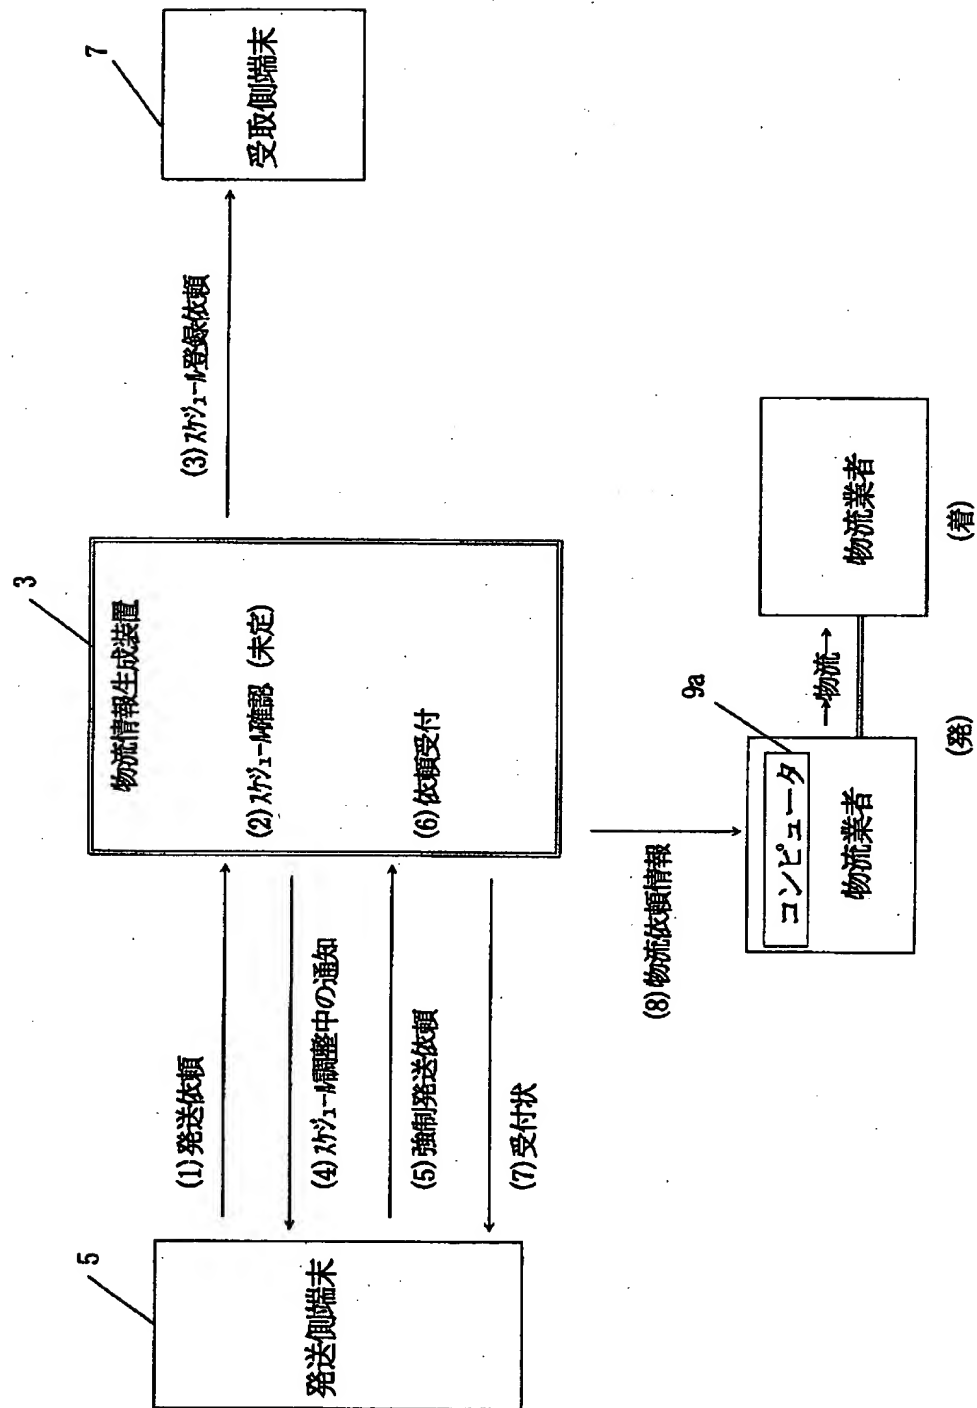 7
受取側端末
(3) ｽｹｼﾞｭｰﾙ登録依頼
3
物流情報生成装置
(2) ｽｹｼﾞｭｰﾙ確認 (未定)
(6) 依頼受付
(1) 発送依頼
(4) ｽｹｼﾞｭｰﾙ調整中の通知
(5) 強制発送依頼
(7) 受付状
5
発送側端末
(8) 物流依頼情報
9a
コンピュータ
物流業者
(発)
→物流→
物流業者
(着)